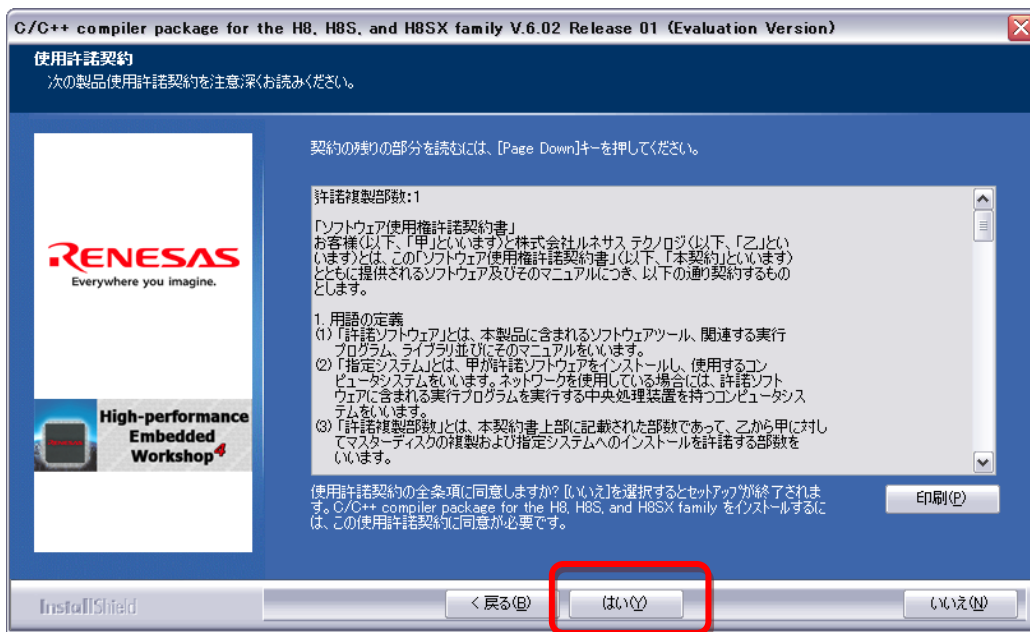 C/C++ compiler package for the H8, H8S, and H8SX family V.6.02 Release 01 (Evaluation Version)
使用許諾契約
次の製品使用許諾契約を注意深くお読みください。
契約の残りの部分を読むには、[Page Down]キーを押してください。
許諾複製部数:1
「ソフトウェア使用権許諾契約書」
お客様(以下、「甲」といいます)と株式会社ルネサス テクノロジ(以下、「乙」とい
います)とは、この「ソフトウェア使用権許諾契約書」(以下、「本契約」といいます)
とともに提供されるソフトウェア及びそのマニュアルにつき、以下の通り契約するもの
とします。
1. 用語の定義
(1) 「許諾ソフトウェア」とは、本製品に含まれるソフトウェアツール、関連する実行
プログラム、ライブラリ並びにそのマニュアルをいいます。
(2) 「指定システム」とは、甲が許諾ソフトウェアをインストールし、使用するコン
ピュータシステムをいいます。ネットワークを使用している場合には、許諾ソフト
ウェアに含まれる実行プログラムを実行する中央処理装置を持つコンピュータシス
テムをいいます。
(3) 「許諾複製部数」とは、本契約書上部に記載された部数であって、乙から甲に対し
てマスターディスクの複製および指定システムへのインストールを許諾する部数を
いいます。
RENESAS
Everywhere you imagine.
High-performance
Embedded
Workshop4
使用許諾契約の全条項に同意しますか? [いいえ]を選択するとセットアップが終了されま
す。C/C++ compiler package for the H8, H8S, and H8SX family をインストールするに
は、この使用許諾契約に同意が必要です。
印刷(P)
InstallShield
< 戻る(B)
はい(Y)
いいえ(N)